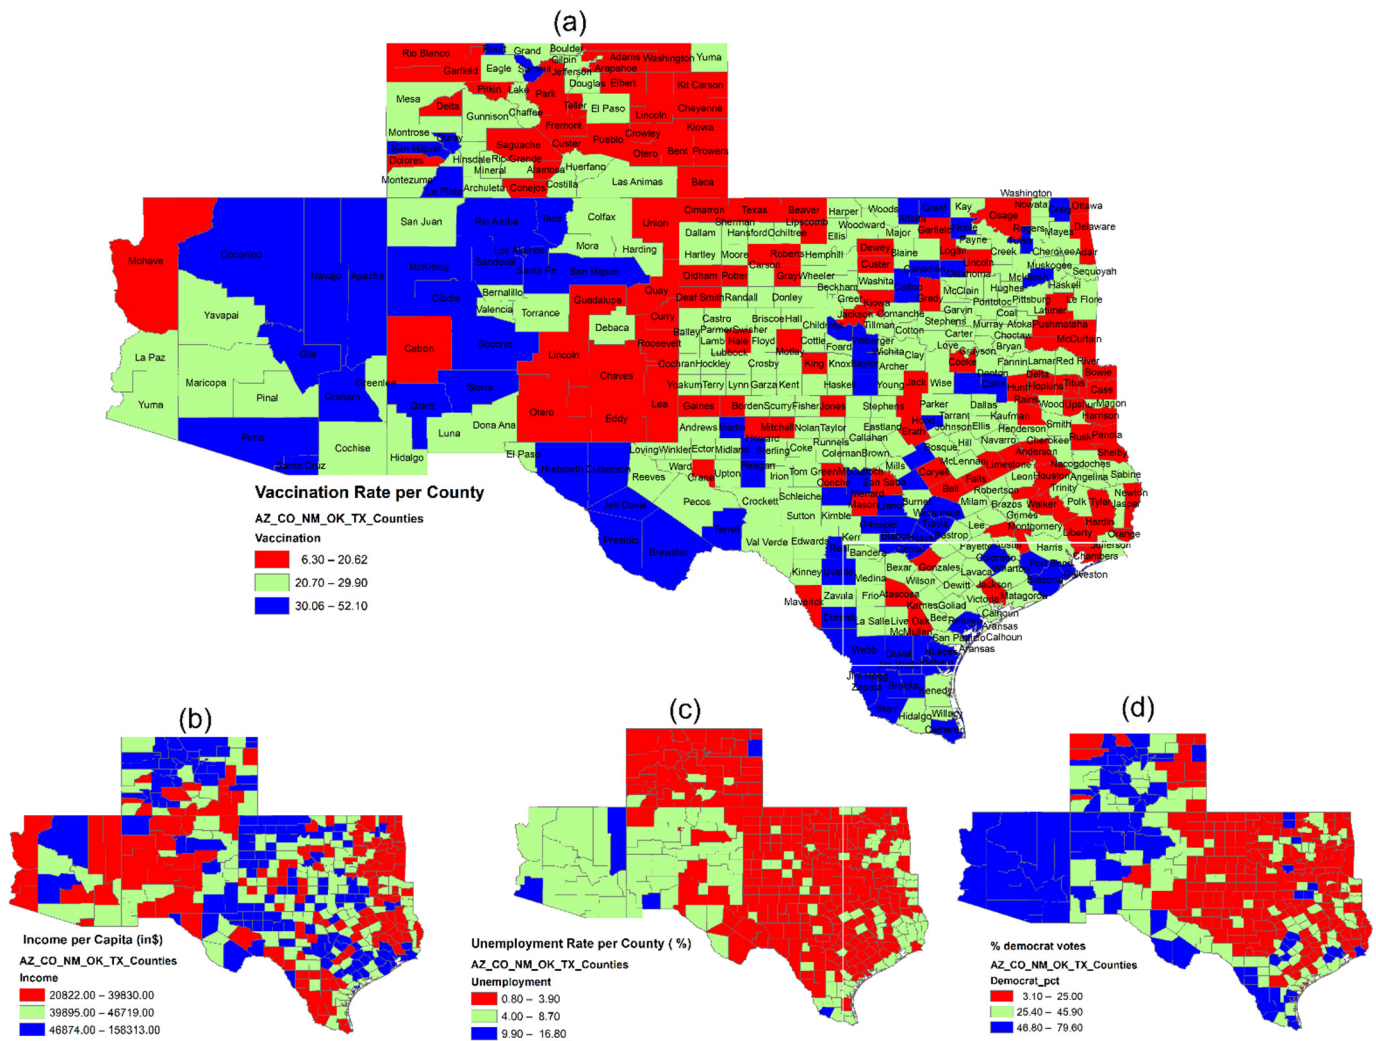 (a)
Rio Blanco
Garfield
Grand
Boulder
Gilpin
Jefferson
Adams
Washington
Yuma
Arapahoe
Eagle
Summit
Mesa
Delta
Pitkin
Lake
Park
Douglas
Elbert
Kit Carson
Gunnison
Chaffee
Teller
El Paso
Lincoln
Cheyenne
Montrose
Fremont
Kiowa
San Miguel
Saguache
Custer
Pueblo
Crowley
Otero
Bent
Prowers
Dolores
Hinsdale
Rio Grande
Mineral
Alamosa
Huerfano
Montezuma
La Plata
Archuleta
Conejos
Costilla
Las Animas
Baca
Mohave
Coconino
Navajo
Apache
Yavapai
La Paz
Gila
Greenlee
Maricopa
Graham
Yuma
Pinal
Pima
Cochise
Santa Cruz
San Juan
Rio Arriba
Taos
Colfax
Union
Mora
Harding
Los Alamos
McKinley
Sandoval
Santa Fe
San Miguel
Cibola
Bernalillo
Valencia
Torrance
Guadalupe
Quay
Curry
Debaca
Roosevelt
Catron
Socorro
Lincoln
Chaves
Sierra
Grant
Otero
Eddy
Lea
Luna
Dona Ana
Hidalgo
Washington
Cimarron
Texas
Beaver
Harper
Woods
Grant
Kay
Osage
Nowata
Craig
Ottawa
Delaware
Woodward
Ellis
Major
Garfield
Noble
Payne
Rogers
Mayes
Dewey
Blaine
Logan
Creek
Cherokee
Adair
Custer
Canadian
Lincoln
Oklahoma
Muskogee
McIntosh
Sequoyah
Beckham
Washita
Caddo
McClain
Hughes
Haskell
Greer
Kiowa
Grady
Garvin
Pontotoc
Pittsburg
Latimer
Le Flore
Jackson
Comanche
Stephens
Murray
Coal
Atoka
Pushmataha
Tillman
Cotton
Carter
Love
Bryan
Choctaw
McCurtain
Sherman
Hansford
Ochiltree
Lipscomb
Dallam
Hartley
Moore
Roberts
Hemphill
Oldham
Potter
Carson
Gray
Wheeler
Deaf Smith
Randall
Donley
Castro
Briscoe
Hall
Childress
Bailey
Parmer
Swisher
Lamb
Hale
Floyd
Motley
Cottle
Foard
Wilbarger
Wichita
Clay
Cooke
Grayson
Fannin
Lamar
Red River
Bowie
Lubbock
Cochran
Hockley
Crosby
King
Knox
Baylor
Archer
Denton
Collin
Delta
Hunt
Hopkins
Titus
Cass
Yoakum
Terry
Lynn
Garza
Kent
Haskell
Young
Jack
Wise
Rains
Wood
Upshur
Marion
Gaines
Borden
Scurry
Fisher
Jones
Stephens
Parker
Tarrant
Dallas
Kaufman
Harrison
Andrews
Martin
Mitchell
Nolan
Taylor
Eastland
Erath
Hood
Johnson
Ellis
Henderson
Smith
Rusk
Panola
Howard
El Paso
Loving
Winkler
Ector
Midland
Sterling
Coke
Runnels
Coleman
Brown
Callahan
Bosque
Hill
Navarro
Cherokee
Shelby
Hudspeth
Culberson
Reeves
Ward
Crane
Upton
Reagan
Irion
Tom Green
Concho
McCulloch
San Saba
Mills
Coryell
McLennan
Limestone
Anderson
Nacogdoches
Sabine
Falls
Leon
Houston
Angelina
Jeff Davis
Pecos
Crockett
Schleicher
Menard
Mason
Llano
Burnet
Bell
Robertson
Trinity
Newton
Jasper
Milam
Brazos
Walker
Polk
Tyler
Sutton
Kimble
Gillespie
Williamson
Travis
Grimes
Montgomery
Hardin
Presidio
Brewster
Terrell
Val Verde
Edwards
Kerr
Blanco
Bastrop
Lee
Liberty
Orange
Real
Bandera
Fayette
Austin
Harris
Jefferson
Chambers
Kinney
Uvalde
Medina
Bexar
Gonzales
Lavaca
Wharton
Fort Bend
Brazoria
Galveston
Maverick
Zavala
Frio
Atascosa
Wilson
Dewitt
Jackson
Matagorda
Karnes
Goliad
Victoria
Calhoun
Dimmit
La Salle
Live Oak
McMullen
Bee
Refugio
Aransas
San Patricio
Calhoun
Aransas
Webb
Duval
Nueces
Jim Hogg
Zapata
Brooks
Kenedy
Starr
Hidalgo
Willacy
Cameron
Vaccination Rate per County
AZ_CO_NM_OK_TX_Counties
Vaccination
6.30 – 20.62
20.70 – 29.90
30.06 – 52.10
(b)
Income per Capita (in$)
AZ_CO_NM_OK_TX_Counties
Income
20822.00 – 39830.00
39895.00 – 46719.00
46874.00 – 158313.00
(c)
Unemployment Rate per County ( %)
AZ_CO_NM_OK_TX_Counties
Unemployment
0.80 – 3.90
4.00 – 8.70
9.90 – 16.80
(d)
% democrat votes
AZ_CO_NM_OK_TX_Counties
Democrat_pct
3.10 – 25.00
25.40 – 45.90
46.80 – 79.60